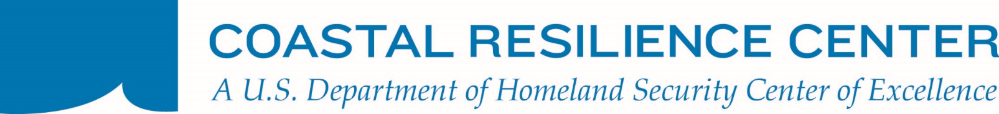 COASTAL RESILIENCE CENTER
A U.S. Department of Homeland Security Center of Excellence